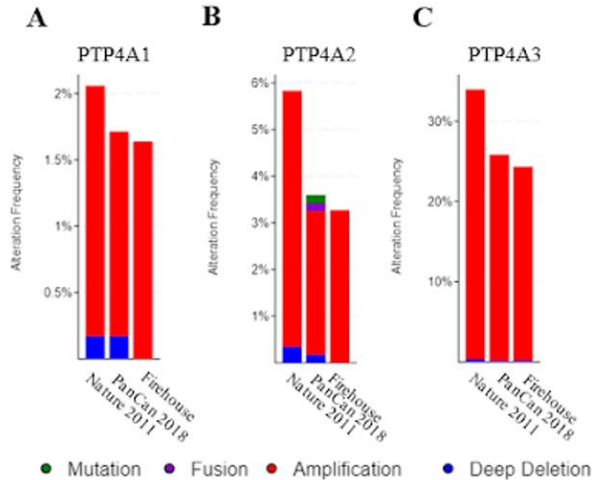 A
B
C
PTP4A1
PTP4A2
PTP4A3
Alteration Frequency
2%
1.5%
1%
0.5%
Nature 2011
PanCan 2018
Firehouse
Alteration Frequency
6%
5%
4%
3%
2%
1%
Nature 2011
PanCan 2018
Firehouse
Alteration Frequency
30%
20%
10%
Nature 2011
PanCan 2018
Firehouse
Mutation Fusion Amplification Deep Deletion